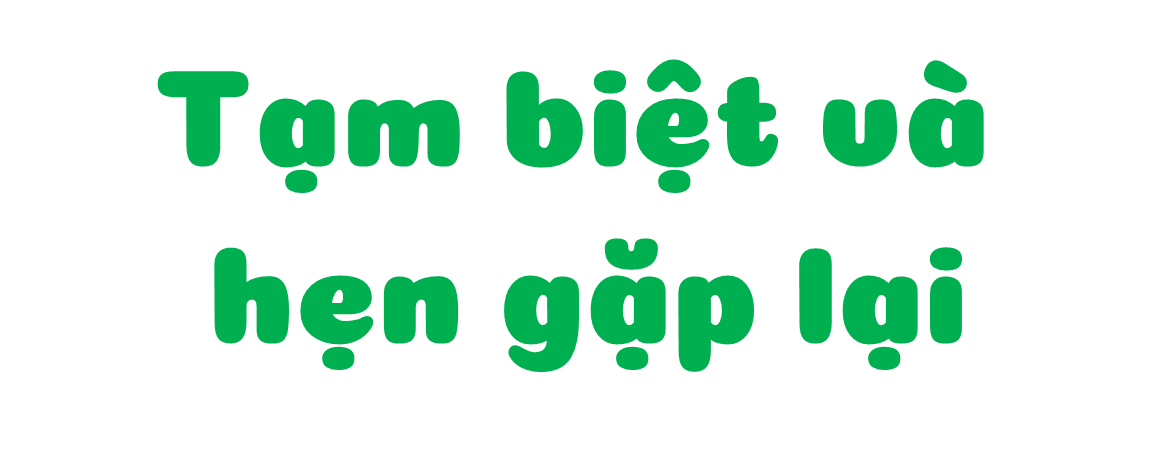 Tạm biệt và
hẹn gặp lại